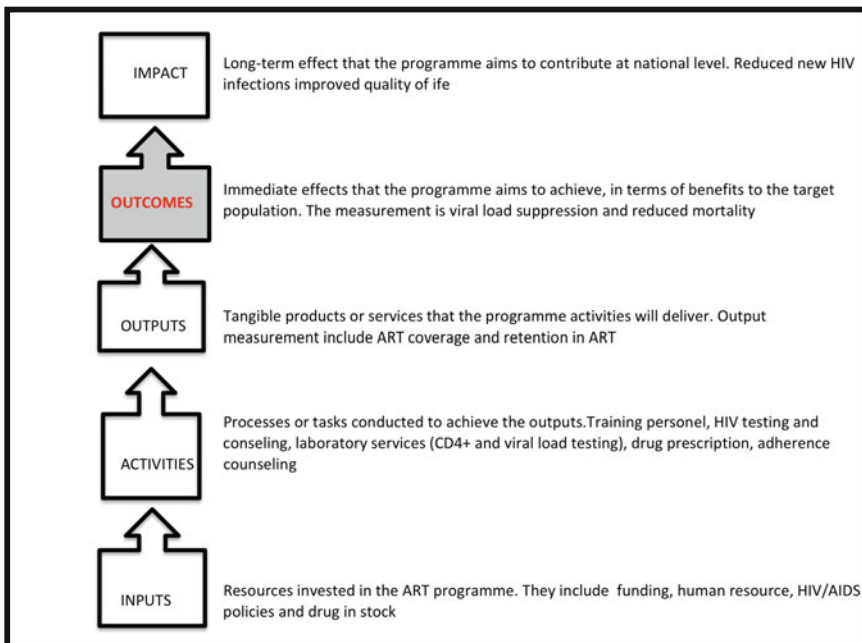 IMPACT
Long-term effect that the programme aims to contribute at national level. Reduced new HIV
infections improved quality of ife
OUTCOMES
Immediate effects that the programme aims to achieve, in terms of benefits to the target
population. The measurement is viral load suppression and reduced mortality
OUTPUTS
Tangible products or services that the programme activities will deliver. Output
measurement include ART coverage and retention in ART
ACTIVITIES
Processes or tasks conducted to achieve the outputs.Training personel, HIV testing and
conseling, laboratory services (CD4+ and viral load testing), drug prescription, adherence
counseling
INPUTS
Resources invested in the ART programme. They include funding, human resource, HIV/AIDS
policies and drug in stock